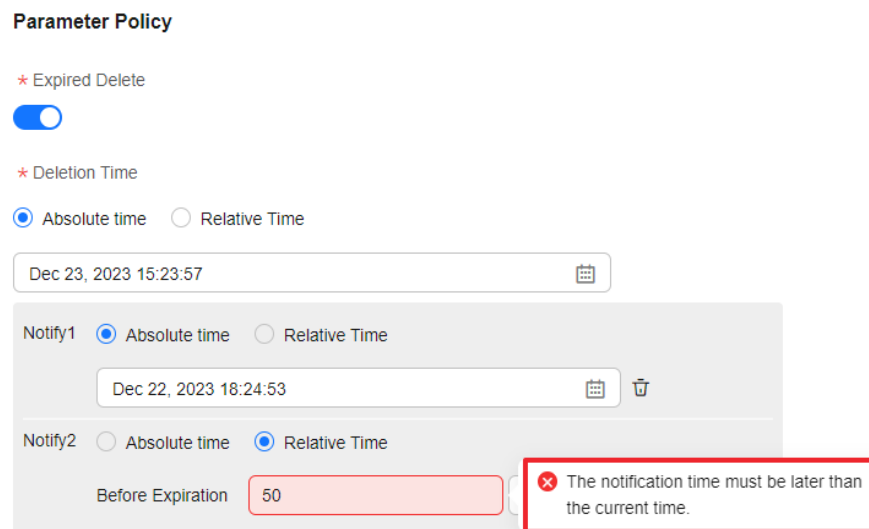 Parameter Policy
* Expired Delete
* Deletion Time
Absolute time Relative Time
Dec 23, 2023 15:23:57
Notify1 Absolute time Relative Time
Dec 22, 2023 18:24:53
Notify2 Absolute time Relative Time
Before Expiration 50
The notification time must be later than
the current time.